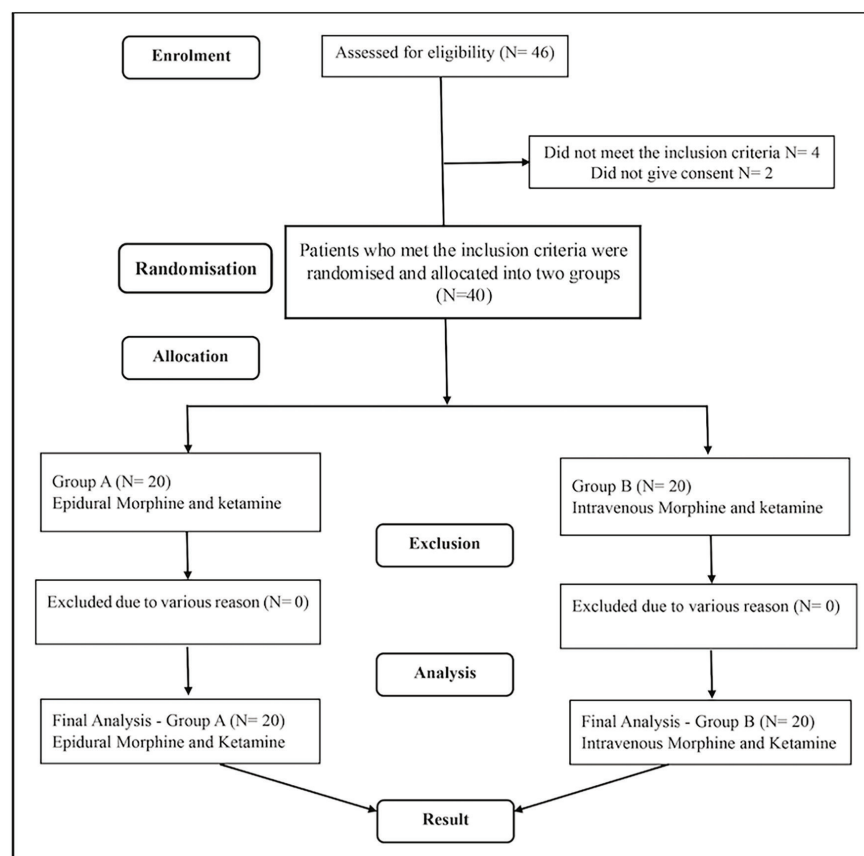 Enrolment
Assessed for eligibility (N= 46)
Did not meet the inclusion criteria N= 4
Did not give consent N= 2
Randomisation
Patients who met the inclusion criteria were
randomised and allocated into two groups
(N=40)
Allocation
Group A (N= 20)
Epidural Morphine and ketamine
Group B (N= 20)
Intravenous Morphine and ketamine
Exclusion
Excluded due to various reason (N= 0)
Excluded due to various reason (N= 0)
Analysis
Final Analysis - Group A (N= 20)
Epidural Morphine and Ketamine
Final Analysis - Group B (N= 20)
Intravenous Morphine and Ketamine
Result